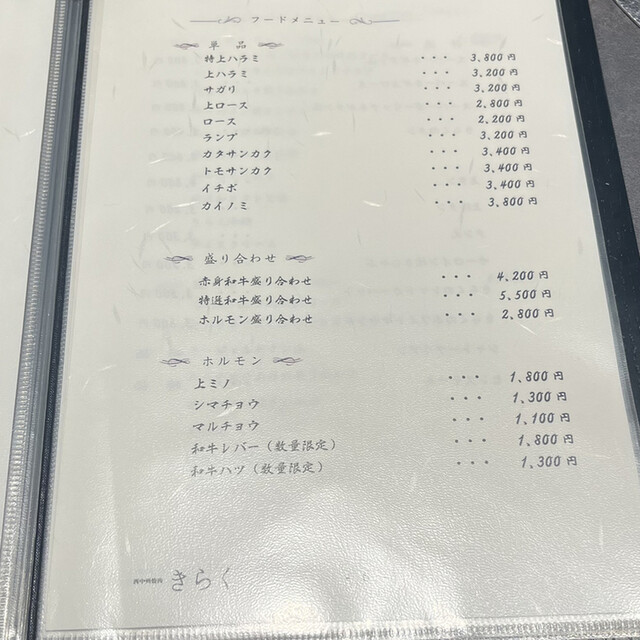 フードメニュー
単品
特上ハラミ ・・・ 3,800円
上ハラミ ・・・ 3,200円
サガリ ・・・ 3,200円
上ロース ・・・ 2,800円
ロース ・・・ 2,200円
ランプ ・・・ 3,200円
カタサンカク ・・・ 3,400円
トモサンカク ・・・ 3,400円
イチボ ・・・ 3,400円
カイノミ ・・・ 3,800円
盛り合わせ
赤身和牛盛り合わせ ・・・ 4,200円
特選和牛盛り合わせ ・・・ 5,500円
ホルモン盛り合わせ ・・・ 2,800円
ホルモン
上ミノ ・・・ 1,800円
シマチョウ ・・・ 1,300円
マルチョウ ・・・ 1,100円
和牛レバー（数量限定） ・・・ 1,800円
和牛ハツ（数量限定） ・・・ 1,300円
きらく